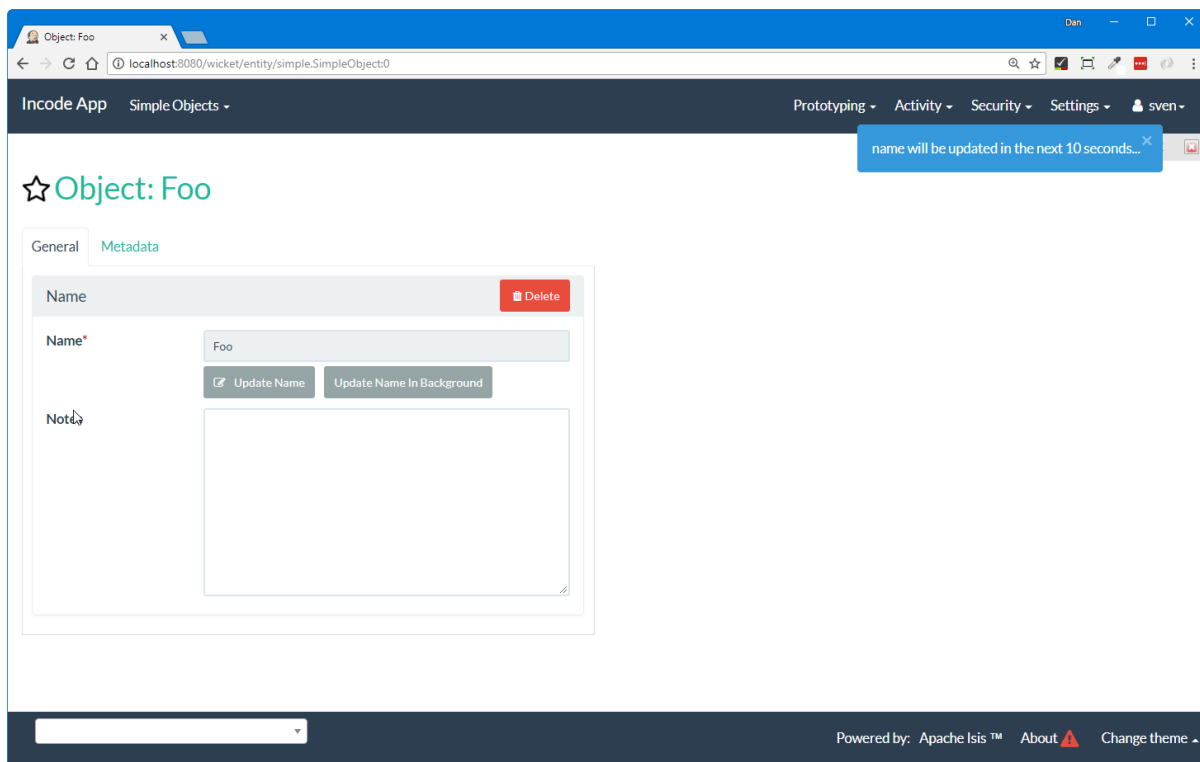 Dan
Object: Foo
localhost:8080/wicket/entity/simple.SimpleObject:0
Incode App Simple Objects Prototyping Activity Security Settings sven
name will be updated in the next 10 seconds...
Object: Foo
General Metadata
Name Delete
Name* Foo
Update Name Update Name In Background
Notes
Powered by: Apache Isis ™ About Change theme